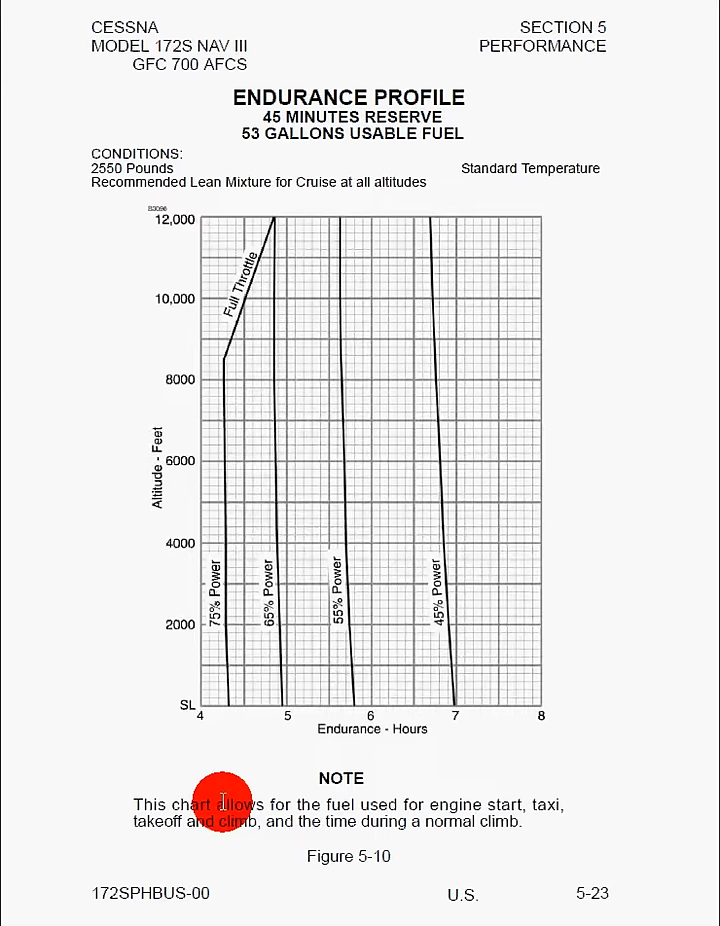 CESSNA
SECTION 5
MODEL 172S NAV III
PERFORMANCE
GFC 700 AFCS
ENDURANCE PROFILE
45 MINUTES RESERVE
53 GALLONS USABLE FUEL
CONDITIONS:
2550 Pounds
Standard Temperature
Recommended Lean Mixture for Cruise at all altitudes
12,000
Full Throttle
10,000
8000
Altitude - Feet
6000
4000
75% Power
65% Power
55% Power
45% Power
2000
SL
4 5 6 7 8
Endurance - Hours
NOTE
This chart allows for the fuel used for engine start, taxi,
takeoff and climb, and the time during a normal climb.
Figure 5-10
172SPHBUS-00
U.S.
5-23